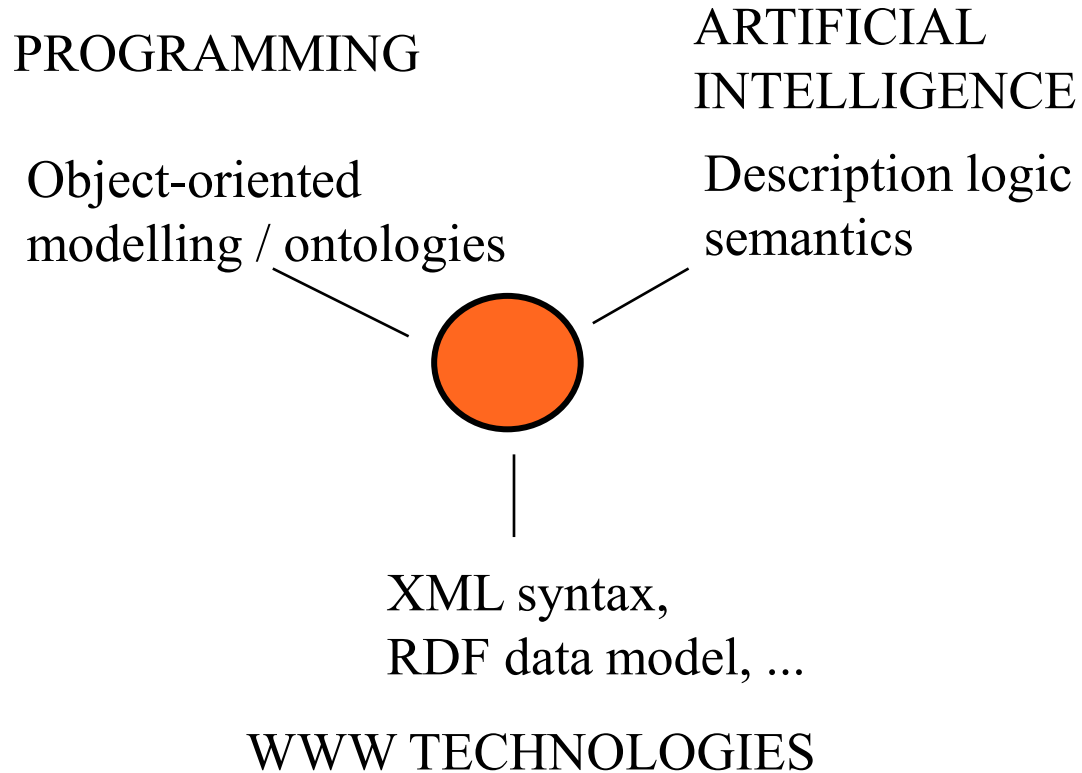 PROGRAMMING
Object-oriented
modelling / ontologies
ARTIFICIAL
INTELLIGENCE
Description logic
semantics
XML syntax,
RDF data model, ...
WWW TECHNOLOGIES